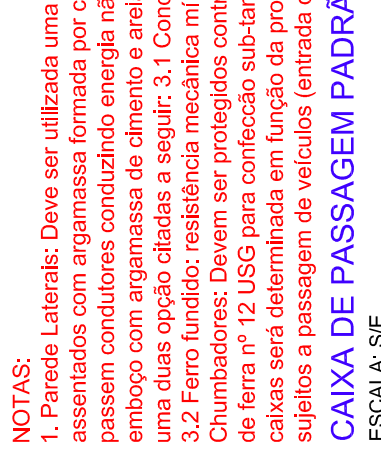 NOTAS:
1. Parede Laterais: Deve ser utilizada uma
assentados com argamassa formada por c
passem condutores conduzindo energia nã
emboço com argamassa de cimento e arei
uma duas opção citadas a seguir: 3.1 Conc
3.2 Ferro fundido: resistência mecânica mí
Chumbadores: Devem ser protegidos contr
de ferra nº 12 USG para confecção sub-tar
caixas será determinada em função da pro
sujeitos a passagem de veículos (entrada
CAIXA DE PASSAGEM PADRÃ
ESCALA: S/E